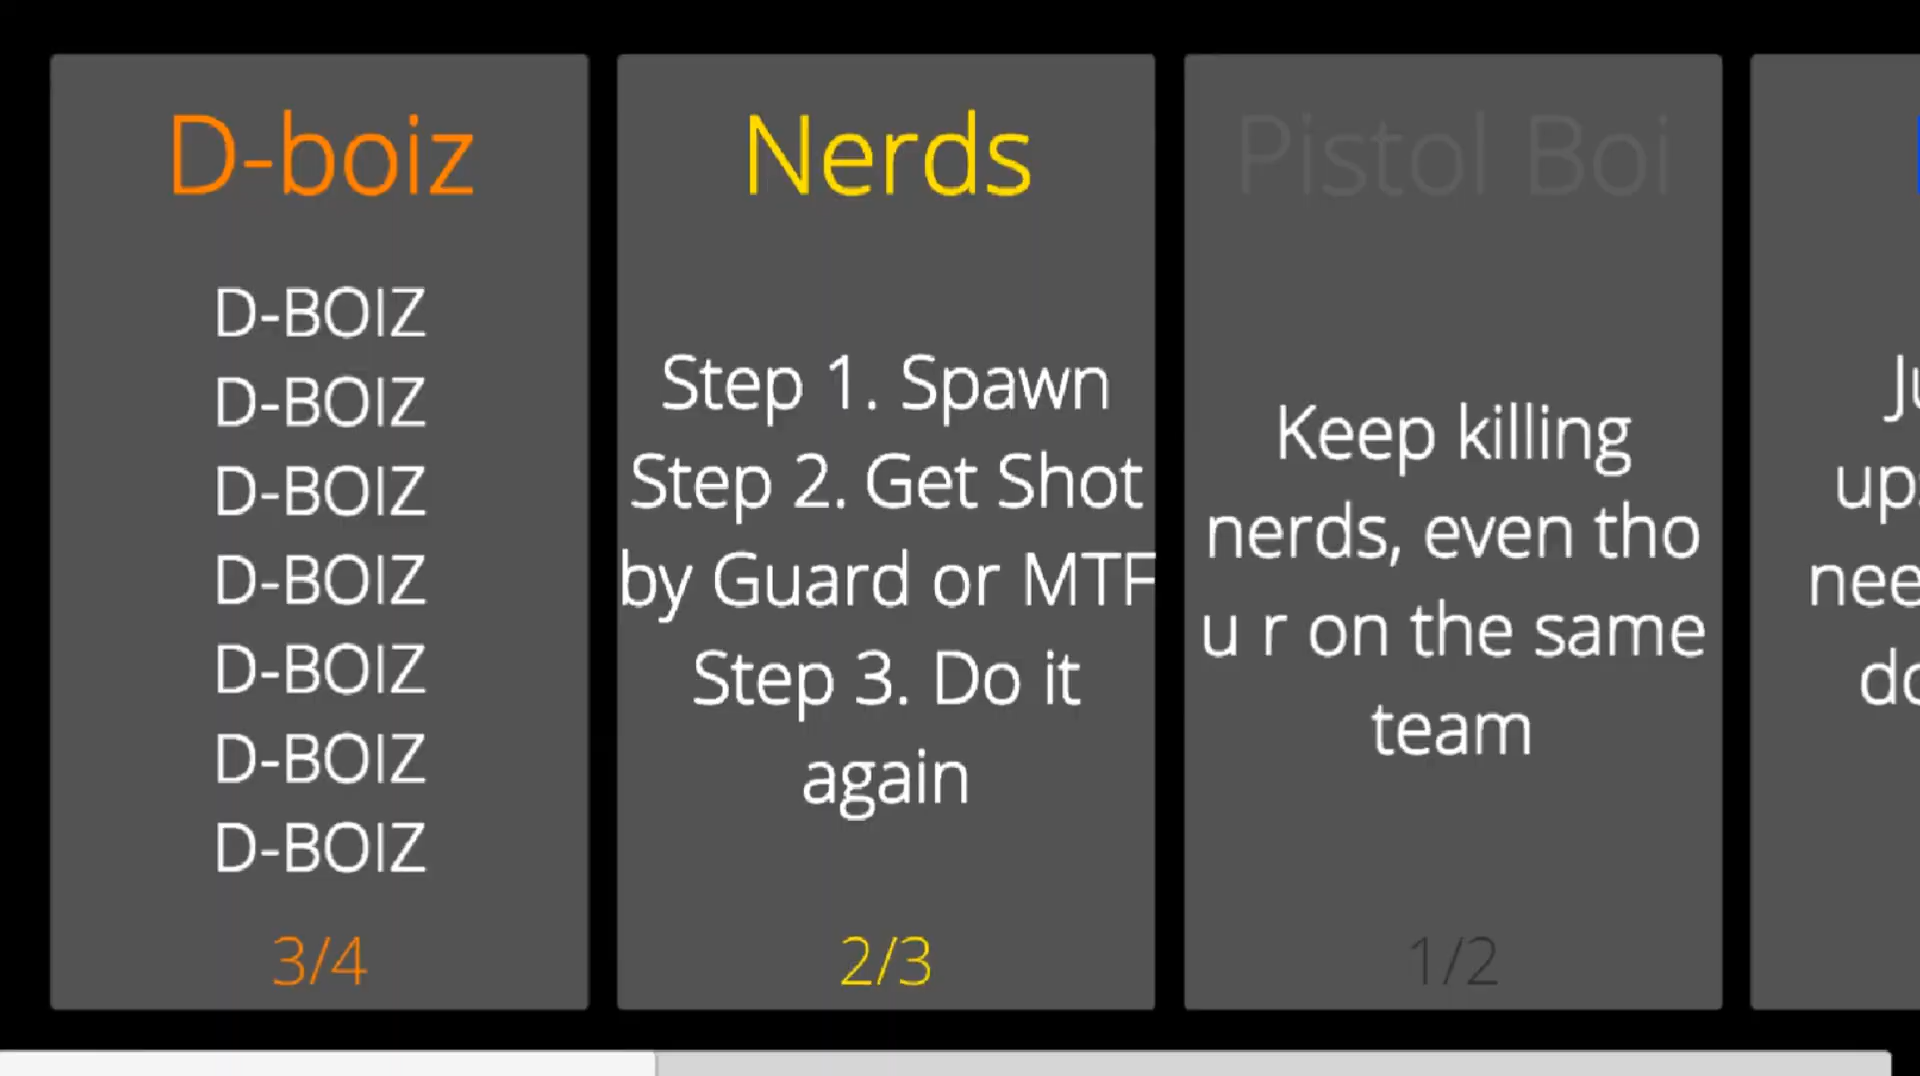 D-boiz
D-BOIZ
D-BOIZ
D-BOIZ
D-BOIZ
D-BOIZ
D-BOIZ
D-BOIZ
3/4
Nerds
Step 1. Spawn
Step 2. Get Shot
by Guard or MTF
Step 3. Do it
again
2/3
Pistol Boi
Keep killing
nerds, even tho
u r on the same
team
1/2